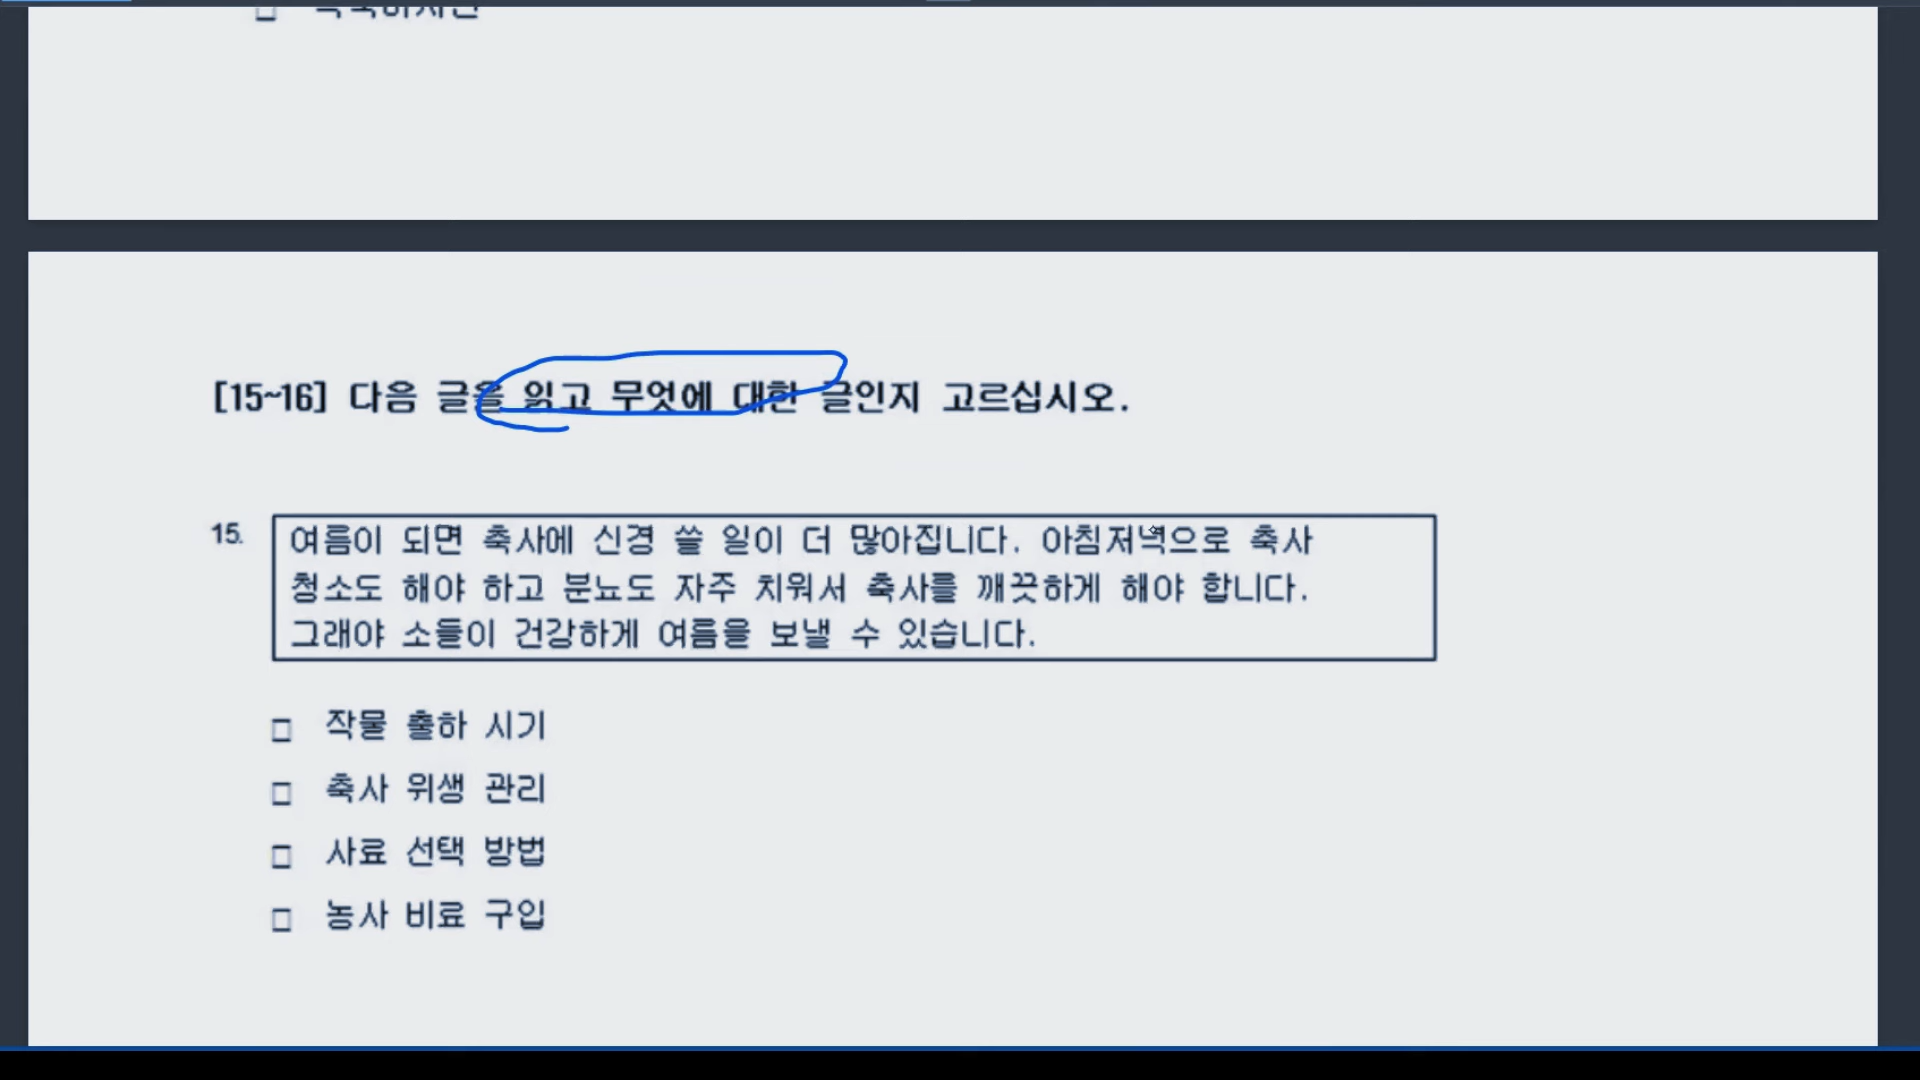 [15~16] 다음 글을 읽고 무엇에 대한 글인지 고르십시오.
15. 여름이 되면 축사에 신경 쓸 일이 더 많아집니다. 아침저녁으로 축사
청소도 해야 하고 분뇨도 자주 치워서 축사를 깨끗하게 해야 합니다.
그래야 소들이 건강하게 여름을 보낼 수 있습니다.
□ 작물 출하 시기
□ 축사 위생 관리
□ 사료 선택 방법
□ 농사 비료 구입